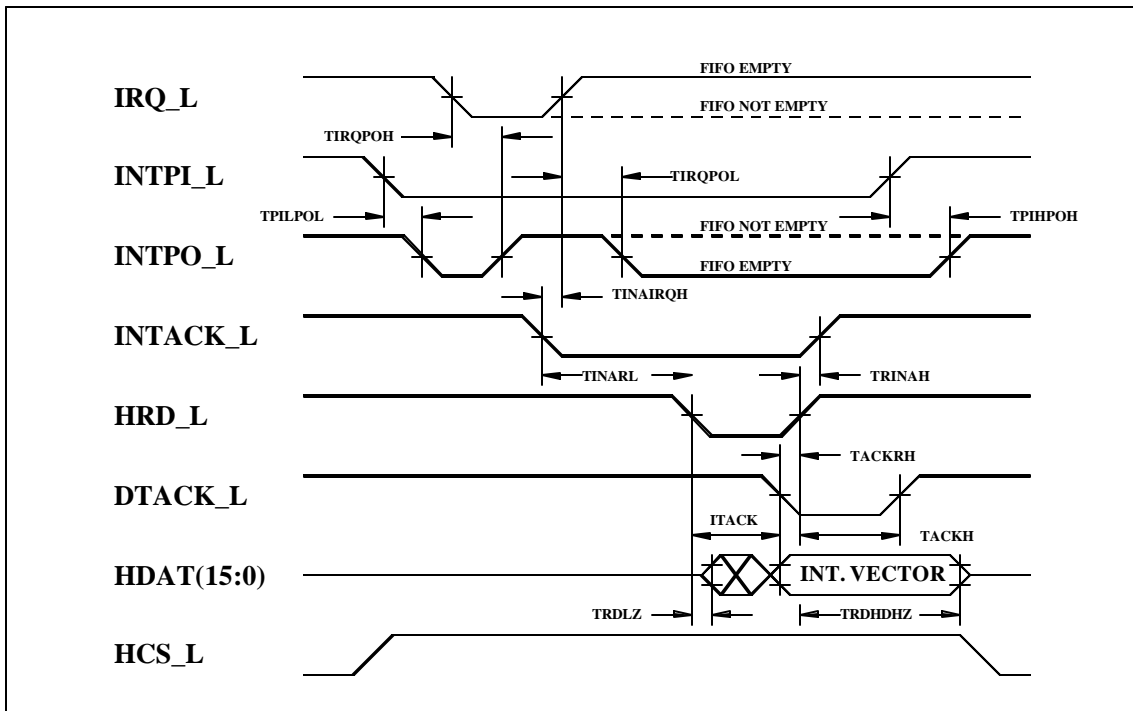 FIFO EMPTY
IRQ_L
FIFO NOT EMPTY
TIRQPOH
INTPI_L
TIRQPOL
TPILPOL
FIFO NOT EMPTY
TPIHPOH
INTPO_L
FIFO EMPTY
TINAIRQH
INTACK_L
TINARL
TRINAH
HRD_L
TACKRH
DTACK_L
ITACK
TACKH
HDAT(15:0)
INT. VECTOR
TRDLZ
TRDHDHZ
HCS_L